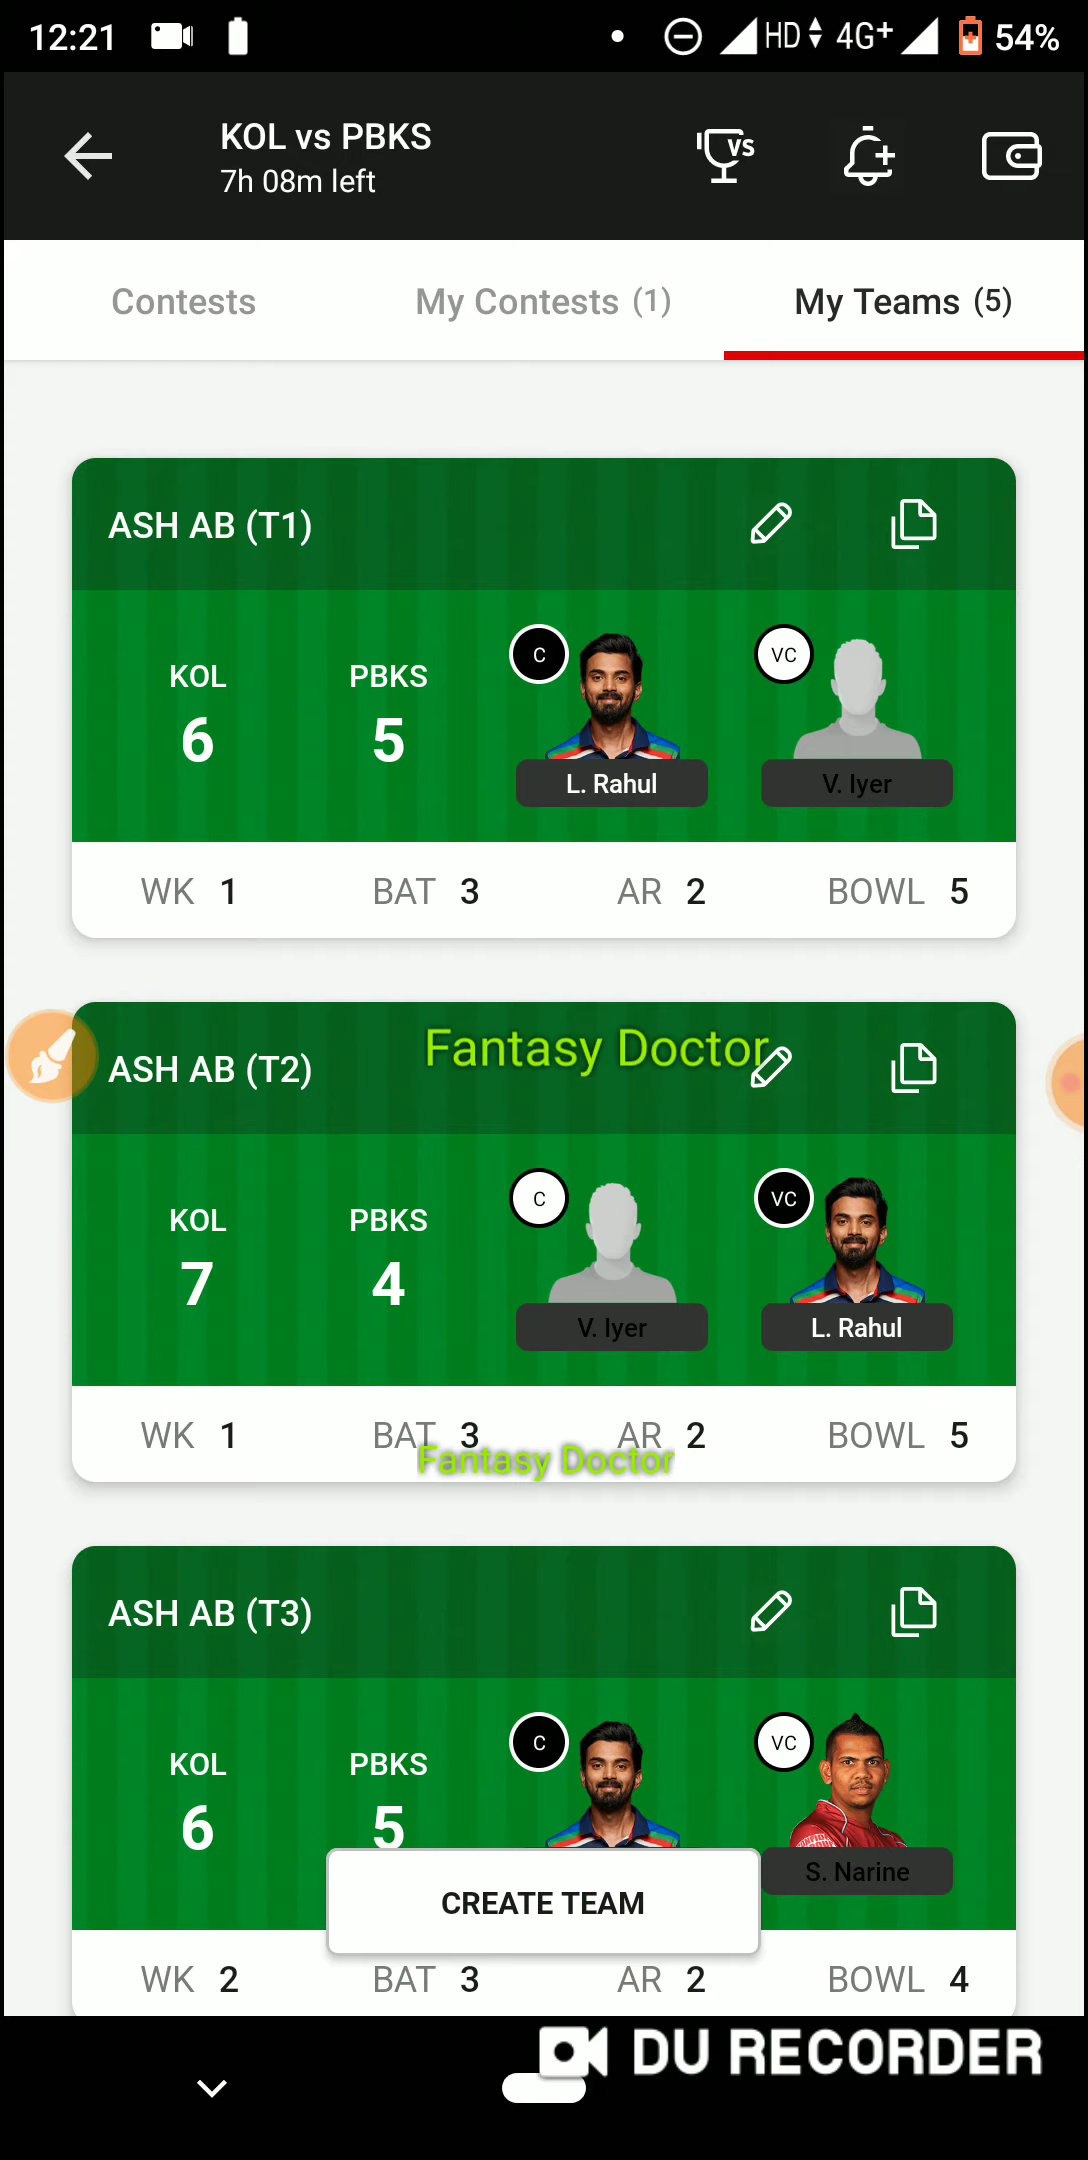 12:21 HD 4G+ 54%
KOL vs PBKS
7h 08m left
VS
Contests My Contests (1) My Teams (5)
ASH AB (T1)
KOL PBKS C VC
6 5
L. Rahul V. Iyer
WK 1 BAT 3 AR 2 BOWL 5
Fantasy Doctor
ASH AB (T2)
KOL PBKS C VC
7 4
V. Iyer L. Rahul
WK 1 BAT 3 AR 2 BOWL 5
Fantasy Doctor
ASH AB (T3)
KOL PBKS C VC
6 5
S. Narine
CREATE TEAM
WK 2 BAT 3 AR 2 BOWL 4
DU RECORDER